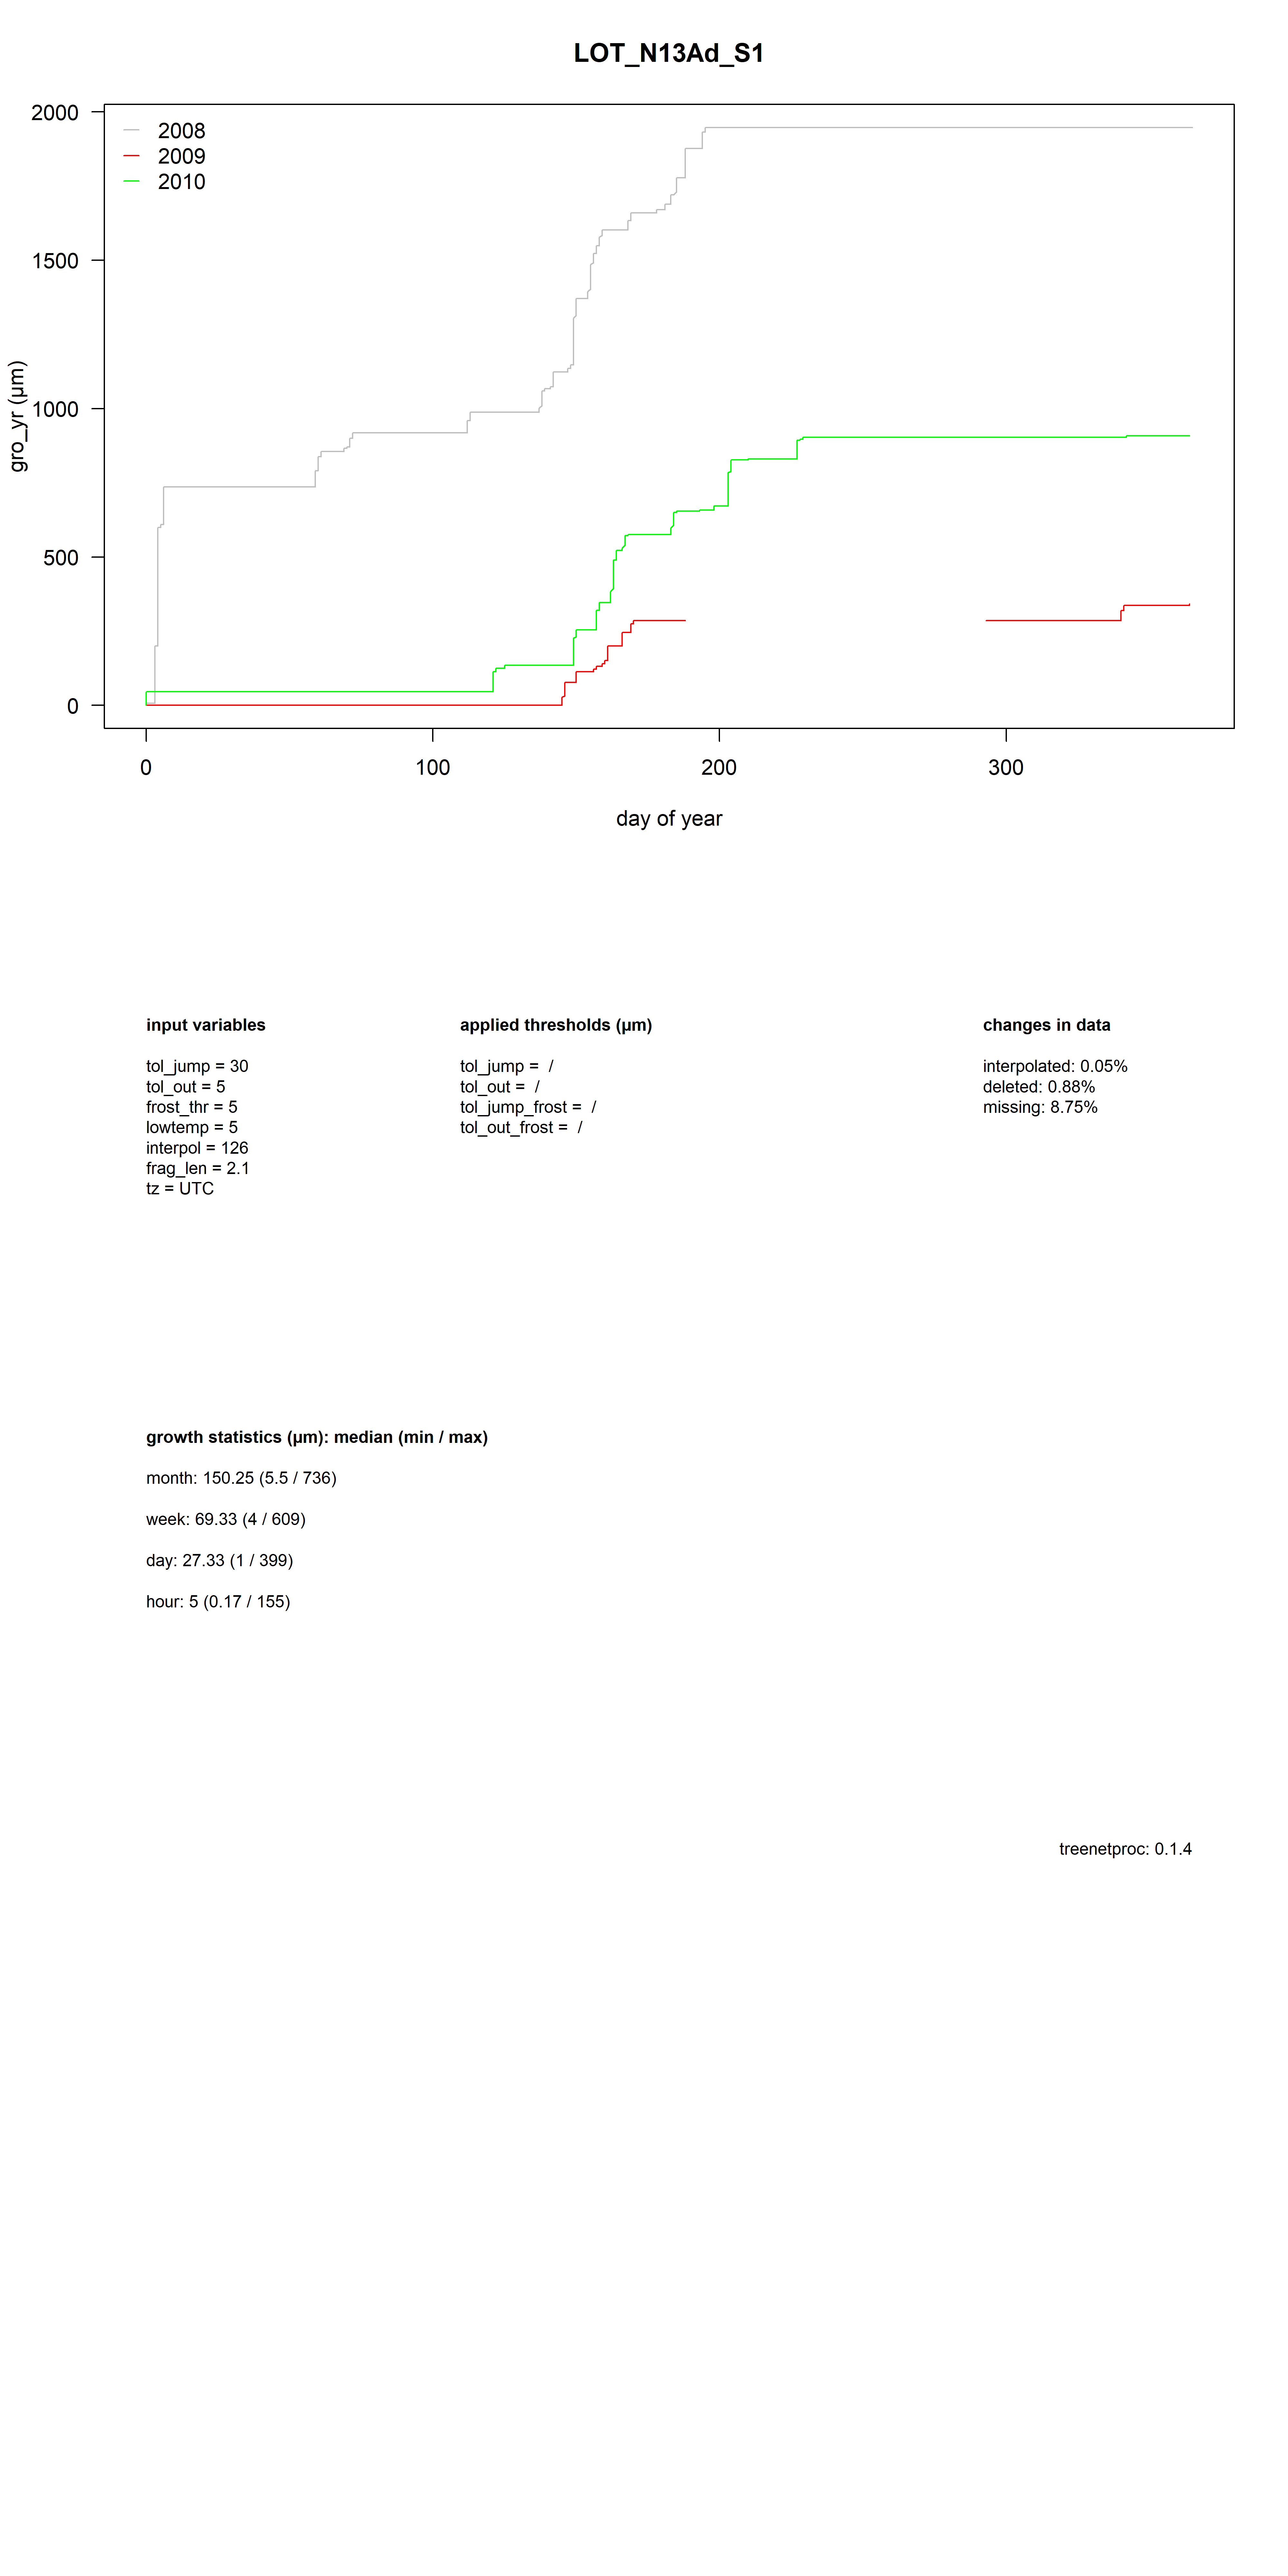 LOT_N13Ad_S1
2000
1500
1000
500
0
gro_yr (µm)
2008
2009
2010
0 100 200 300
day of year
input variables
tol_jump = 30
tol_out = 5
frost_thr = 5
lowtemp = 5
interpol = 126
frag_len = 2.1
tz = UTC
applied thresholds (µm)
tol_jump = /
tol_out = /
tol_jump_frost = /
tol_out_frost = /
changes in data
interpolated: 0.05%
deleted: 0.88%
missing: 8.75%
growth statistics (µm): median (min / max)
month: 150.25 (5.5 / 736)
week: 69.33 (4 / 609)
day: 27.33 (1 / 399)
hour: 5 (0.17 / 155)
treenetproc: 0.1.4